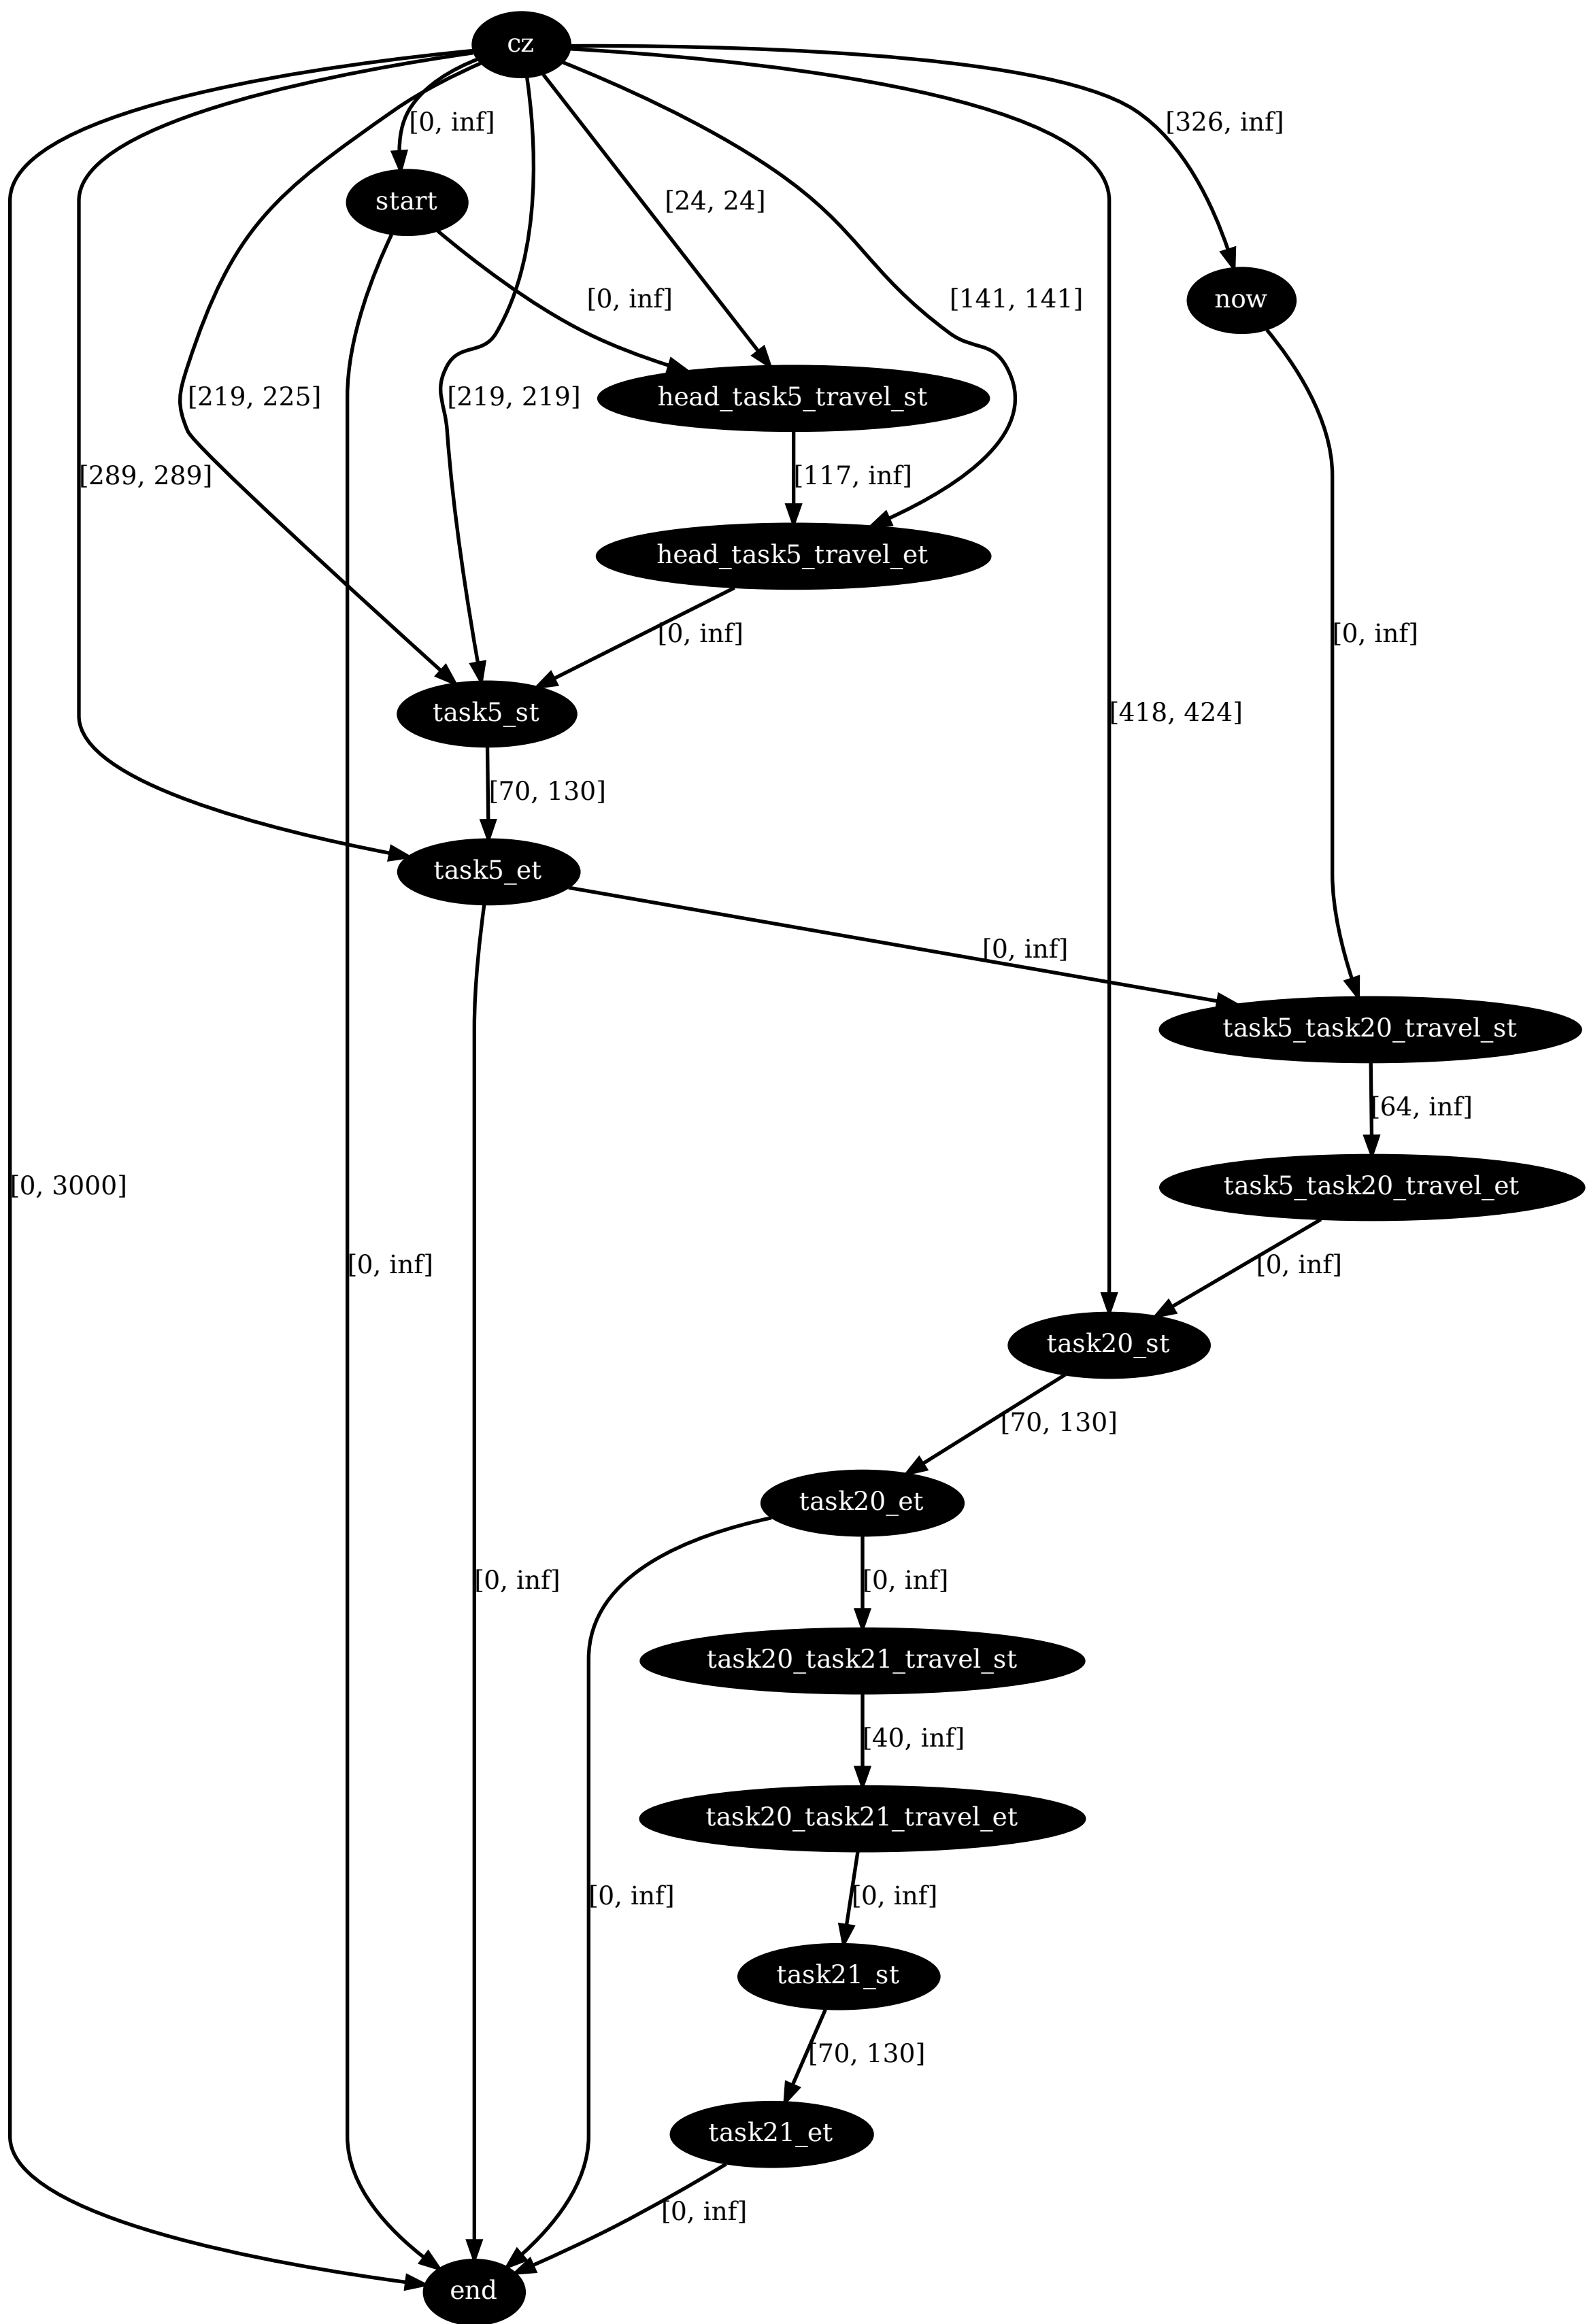 cz
[0, inf]
[326, inf]
start
[24, 24]
now
[0, inf]
[141, 141]
[219, 225]
[219, 219]
head_task5_travel_st
[289, 289]
[117, inf]
head_task5_travel_et
[0, inf]
[0, inf]
task5_st
[418, 424]
[70, 130]
task5_et
[0, inf]
task5_task20_travel_st
[64, inf]
[0, 3000]
task5_task20_travel_et
[0, inf]
[0, inf]
task20_st
[70, 130]
task20_et
[0, inf]
[0, inf]
task20_task21_travel_st
[40, inf]
task20_task21_travel_et
[0, inf]
[0, inf]
task21_st
[70, 130]
task21_et
[0, inf]
end